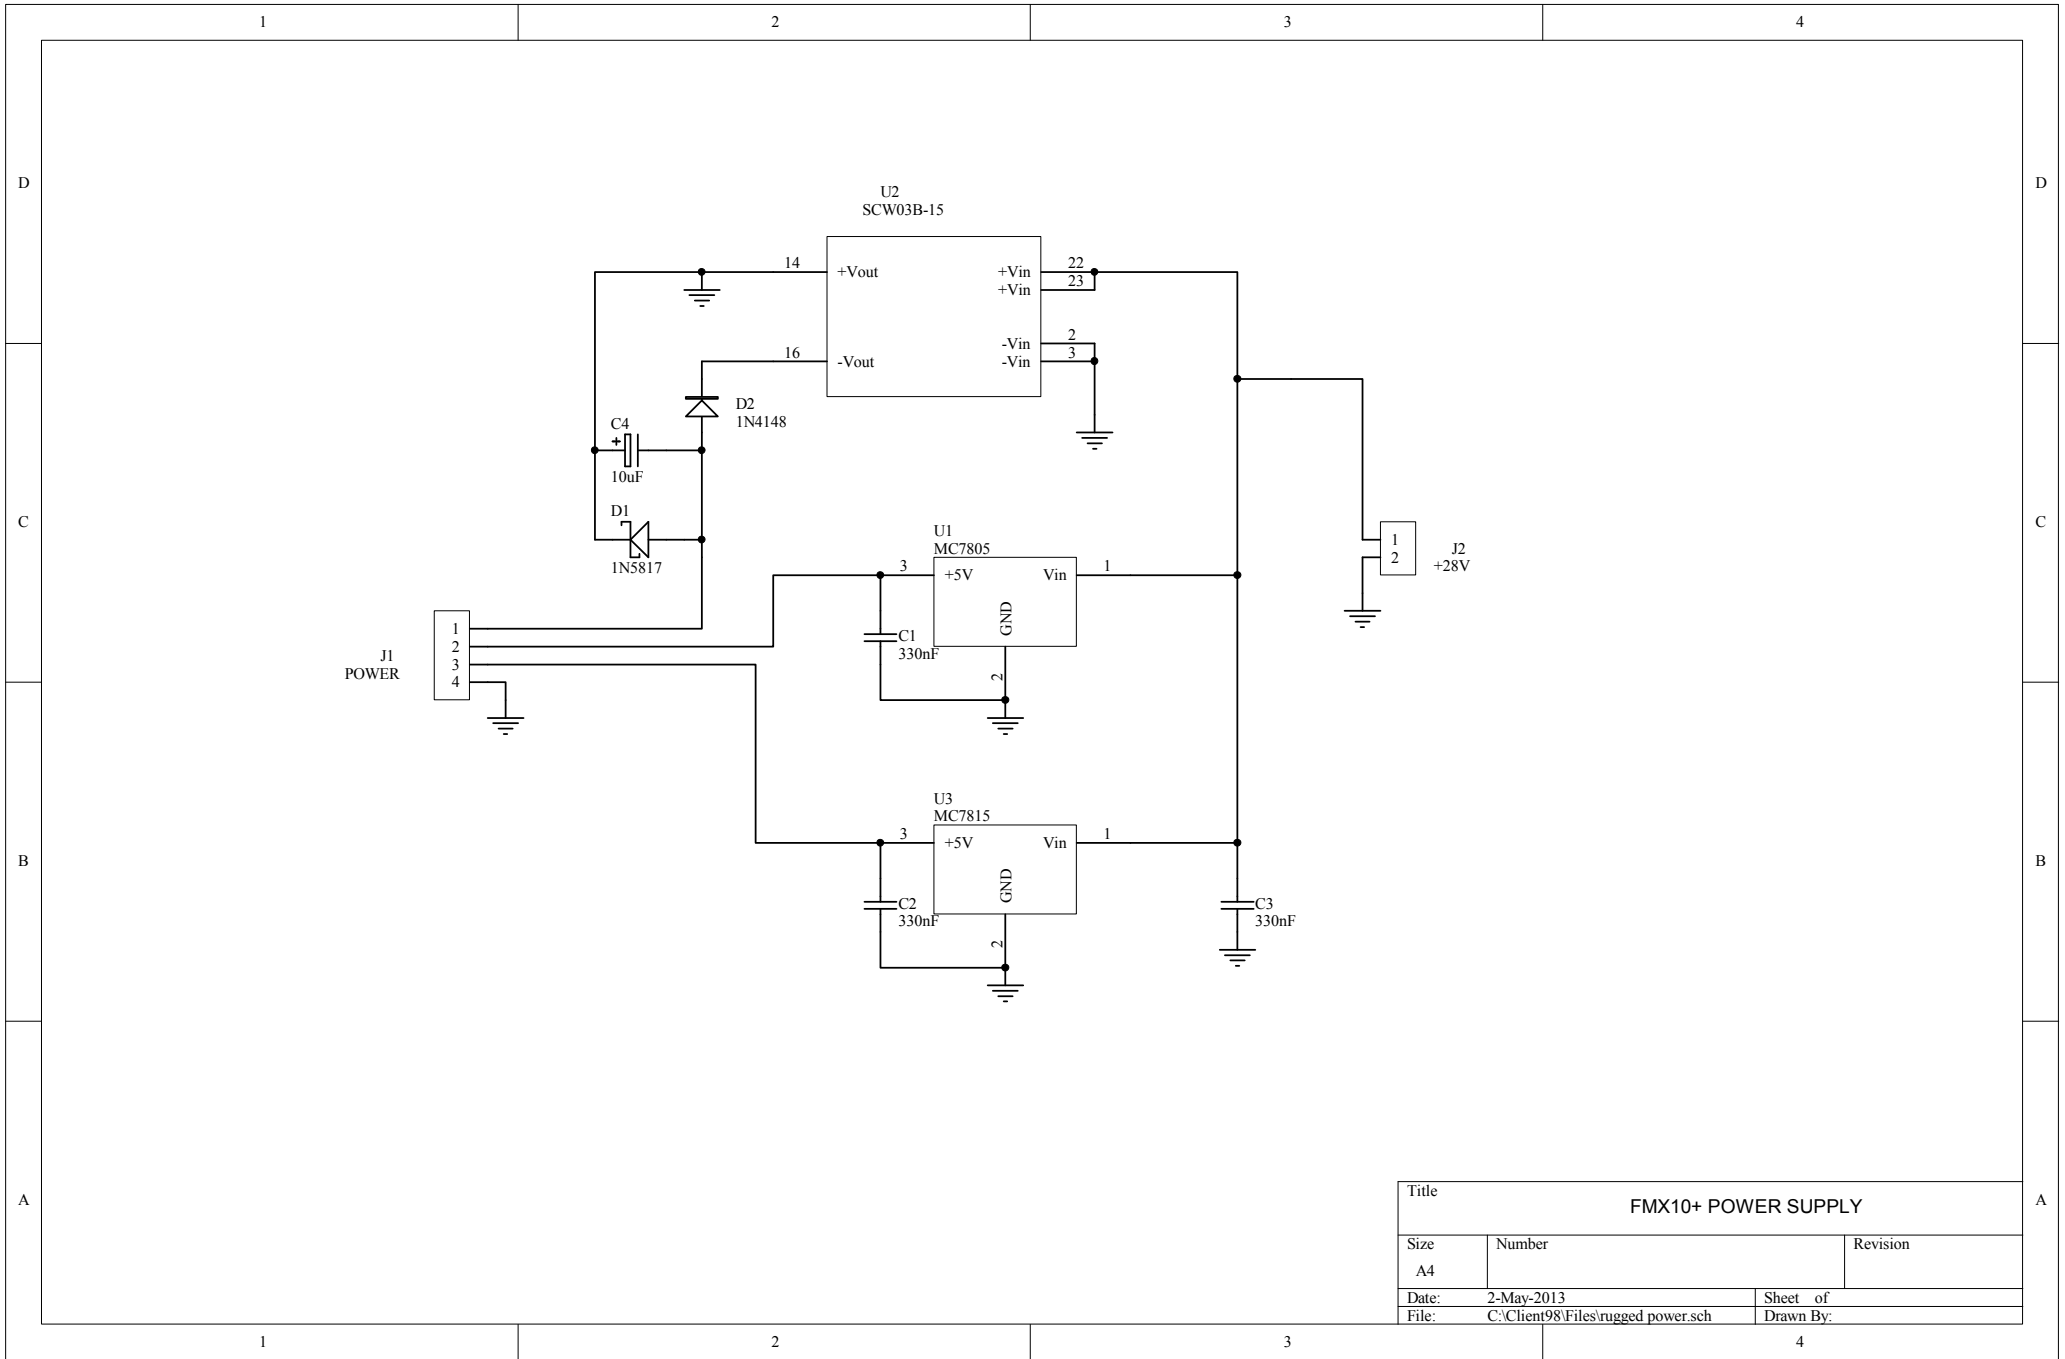 1 2 3 4
D D
U2
SCW03B-15
14 +Vout +Vin 22
+Vin 23
-Vin 2
16 -Vout -Vin 3
D2
1N4148
C4
+
10uF
D1
1N5817
U1
MC7805
3 +5V Vin 1
GND
2
C1
330nF
C C
1
2
J2
+28V
J1
POWER
1
2
3
4
U3
MC7815
3 +5V Vin 1
GND
2
C2
330nF
C3
330nF
B B
A A
Title
FMX10+ POWER SUPPLY
Size Number Revision
A4
Date: 2-May-2013 Sheet of
File: C:\Client98\Files\rugged power.sch Drawn By:
1 2 3 4